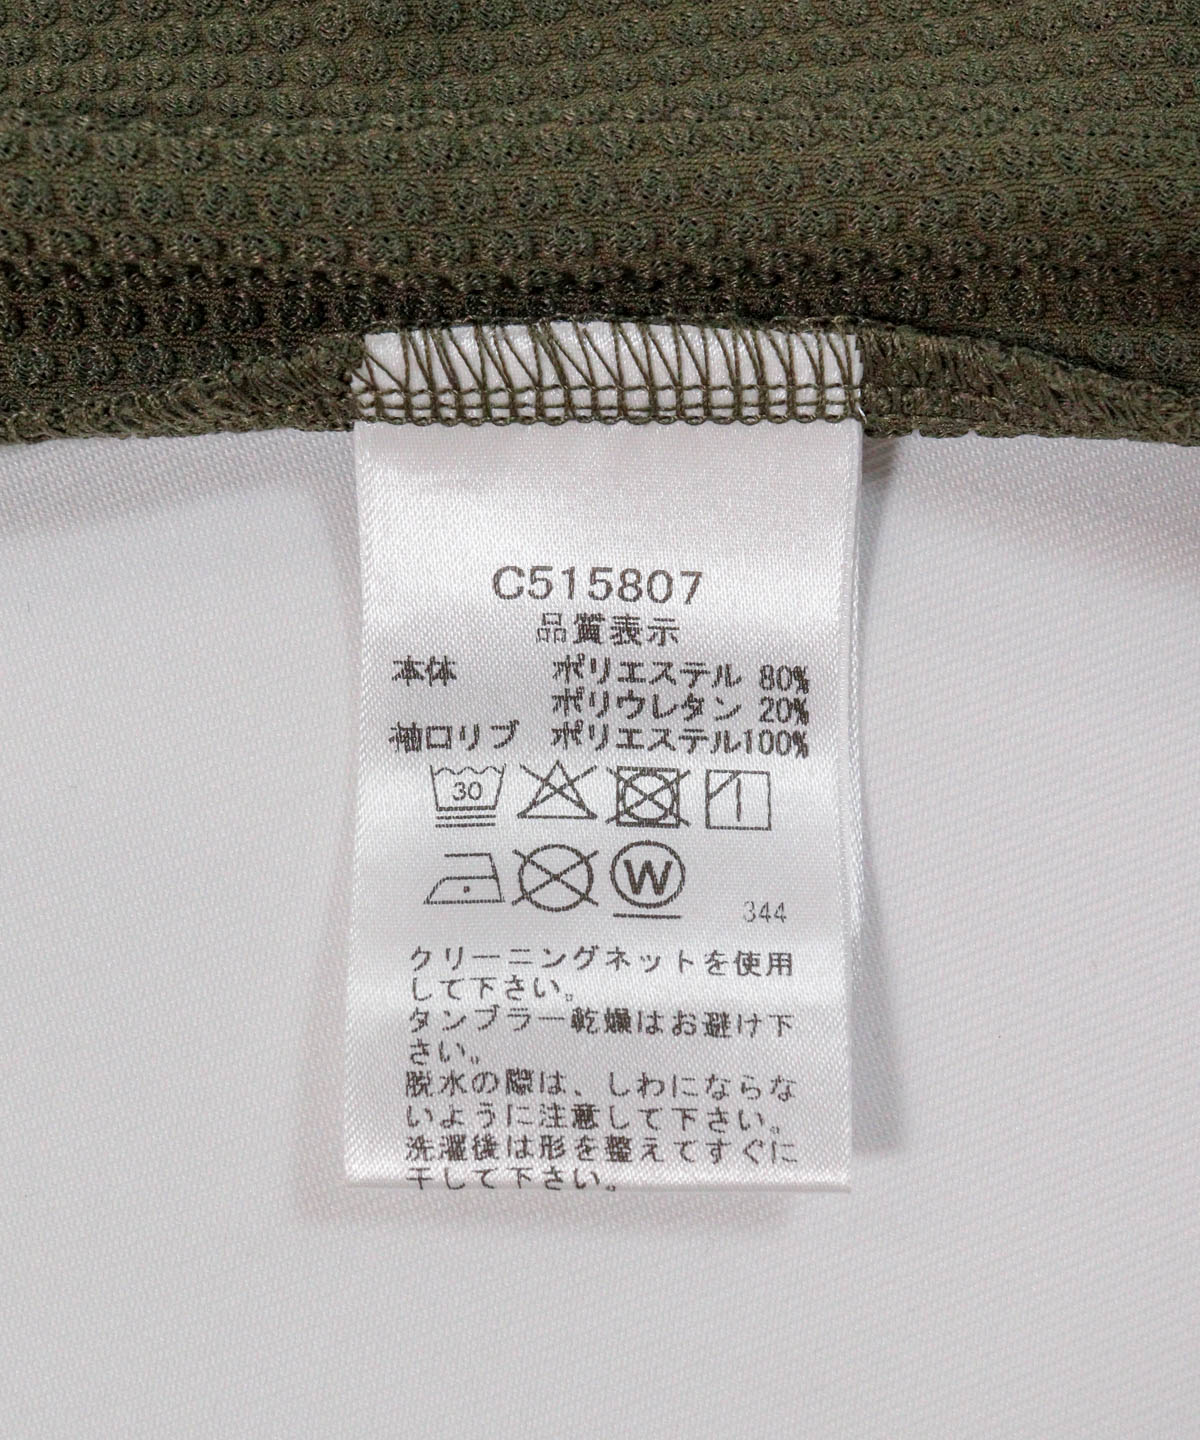 C515807
品質表示
本体 ポリエステル 80%
ポリウレタン 20%
袖口リブ ポリエステル100%
30
W
344
クリーニングネットを使用
して下さい。
タンブラー乾燥はお避け下
さい。
脱水の際は、しわにならな
いように注意して下さい。
洗濯後は形を整えてすぐに
干して下さい。